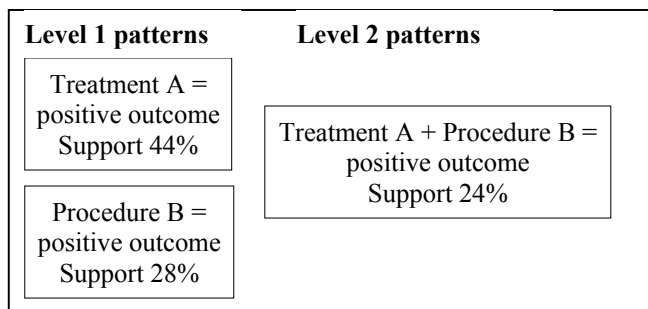 Level 1 patterns
Treatment A =
positive outcome
Support 44%
Procedure B =
positive outcome
Support 28%
Level 2 patterns
Treatment A + Procedure B =
positive outcome
Support 24%